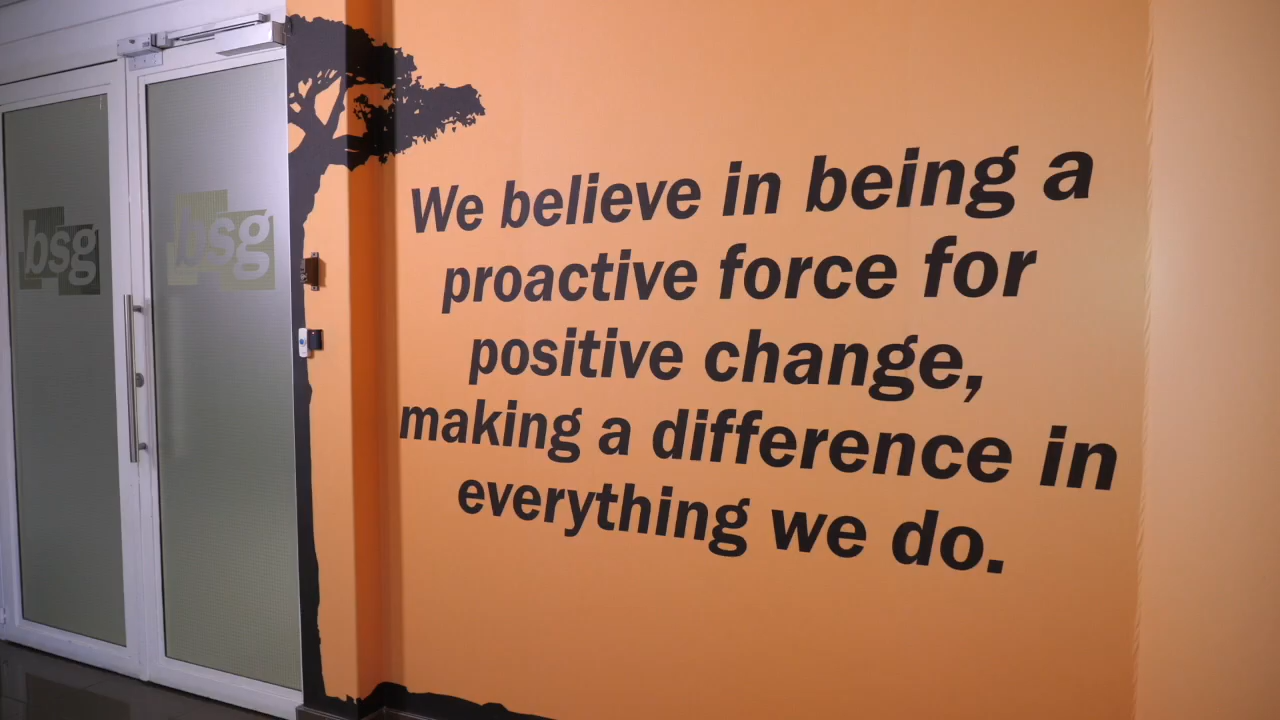 bsg
bsg
We believe in being a
proactive force for
positive change,
making a difference in
everything we do.